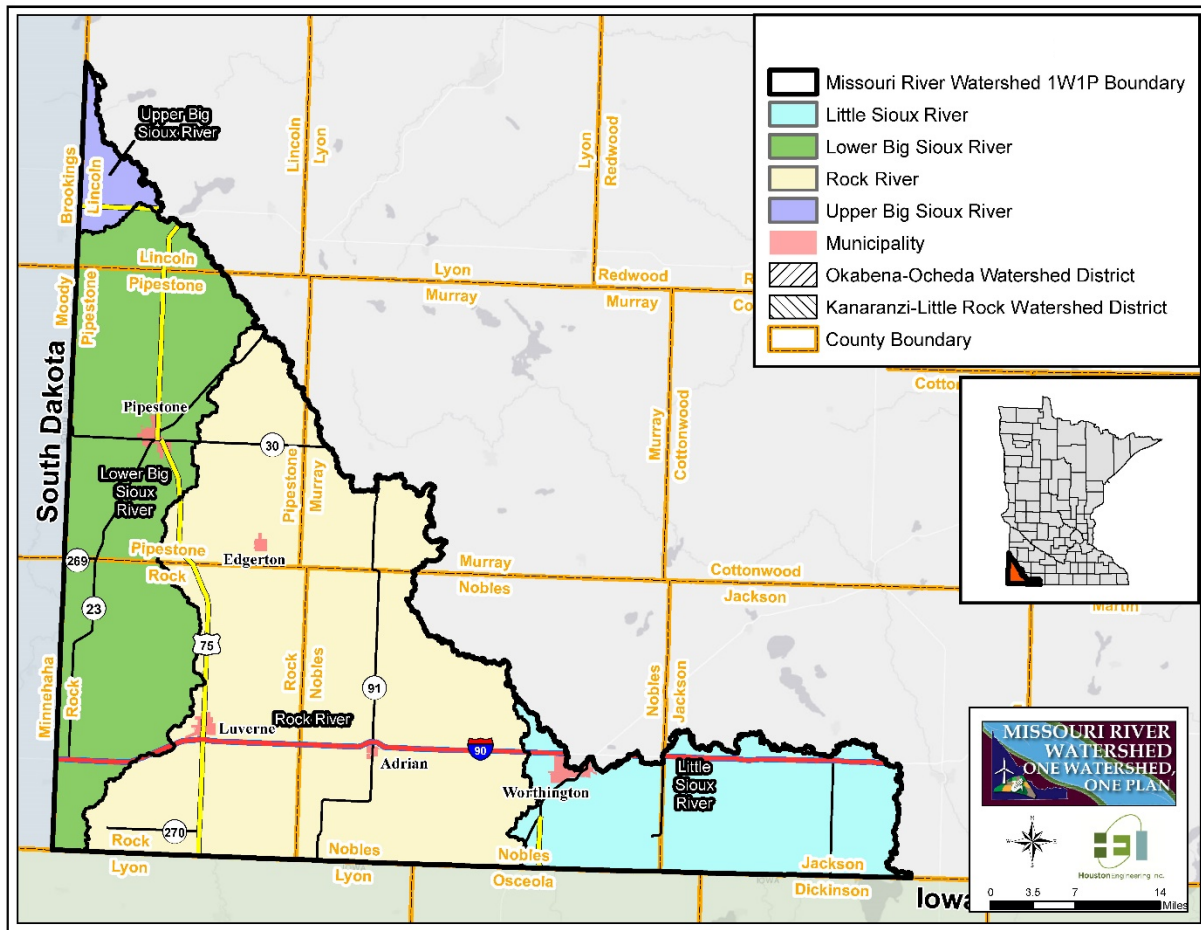 Missouri River Watershed 1W1P Boundary
Little Sioux River
Lower Big Sioux River
Rock River
Upper Big Sioux River
Municipality
Okabena-Ocheda Watershed District
Kanaranzi-Little Rock Watershed District
County Boundary
Upper Big
Sioux River
Brookings
Lincoln
Lincoln
Lyon
Lyon
Redwood
Lincoln
Pipestone
Lyon
Murray
Redwood
Murray
Moody
Pipestone
South Dakota
Pipestone
30
Lower Big
Sioux
River
Pipestone
Murray
Murray
Cottonwood
Pipestone
Rock
Edgerton
269
23
Murray
Nobles
Cottonwood
Jackson
Martin
75
91
Minnehaha
Rock
Rock
Nobles
Nobles
Jackson
Luverne
Rock River
Adrian
90
Worthington
Little
Sioux
River
270
Rock
Lyon
Nobles
Lyon
Nobles
Osceola
Jackson
Dickinson
Iowa
MISSOURI RIVER
WATERSHED
ONE WATERSHED,
ONE PLAN
N
W E
S
HoustonEngineering Inc.
0 3.5 7 14
Miles